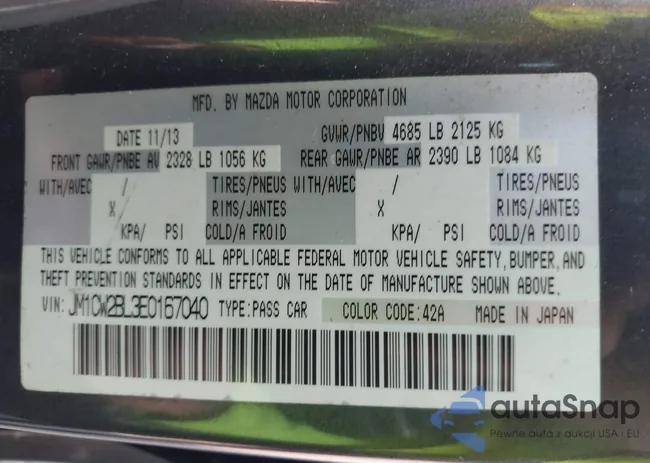 MFD. BY MAZDA MOTOR CORPORATION
DATE 11/13 GVWR/PNBV 4685 LB 2125 KG
FRONT GAWR/PNBE AV 2328 LB 1056 KG REAR GAWR/PNBE AR 2390 LB 1084 KG
WITH/AVEC / TIRES/PNEUS WITH/AVEC / TIRES/PNEUS
X RIMS/JANTES X RIMS/JANTES
KPA/ PSI COLD/A FROID KPA/ PSI COLD/A FROID
THIS VEHICLE CONFORMS TO ALL APPLICABLE FEDERAL MOTOR VEHICLE SAFETY, BUMPER, AND
THEFT PREVENTION STANDARDS IN EFFECT ON THE DATE OF MANUFACTURE SHOWN ABOVE.
VIN: JM1CW2BL3E0167040 TYPE: PASS CAR COLOR CODE: 42A MADE IN JAPAN
autaSnap
Pewne auta z aukcji USA i EU